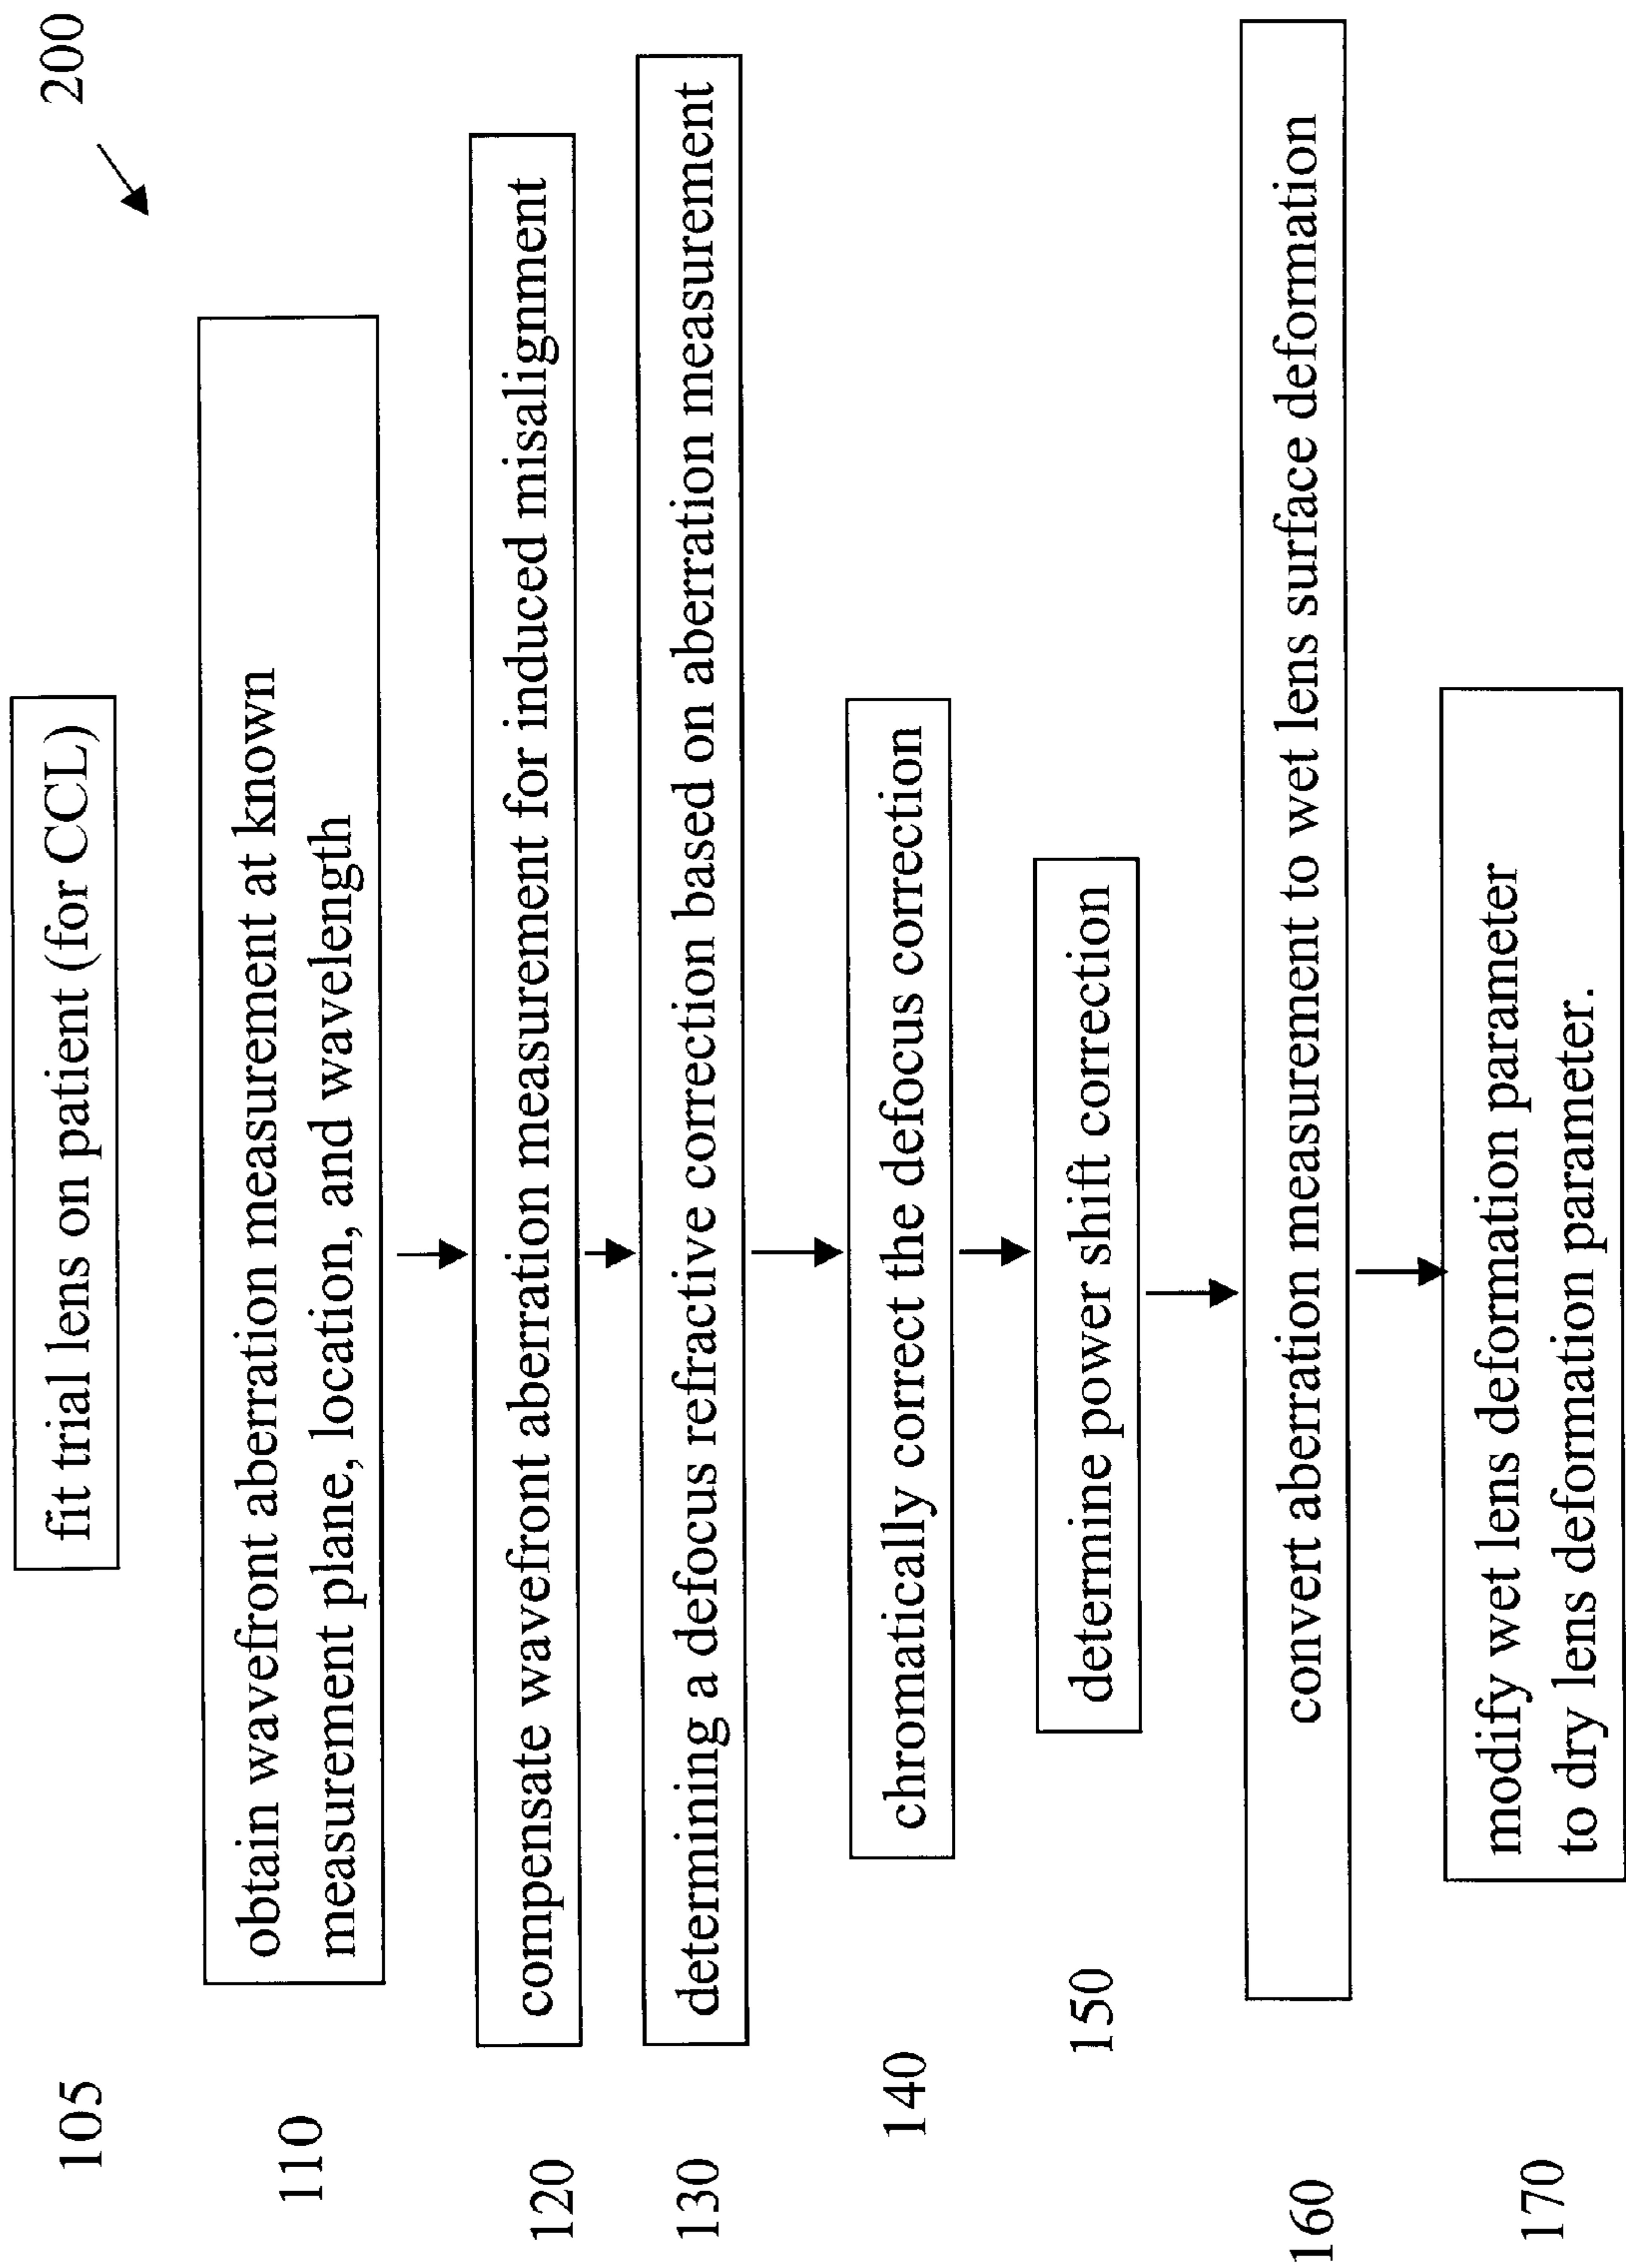 200
105
fit trial lens on patient (for CCL)
110
obtain wavefront aberration measurement at known
measurement plane, location, and wavelength
120
compensate wavefront aberration measurement for induced misalignment
130
determining a defocus refractive correction based on aberration measurement
140
chromatically correct the defocus correction
150
determine power shift correction
160
convert aberration measurement to wet lens surface deformation
170
modify wet lens deformation parameter
to dry lens deformation parameter.